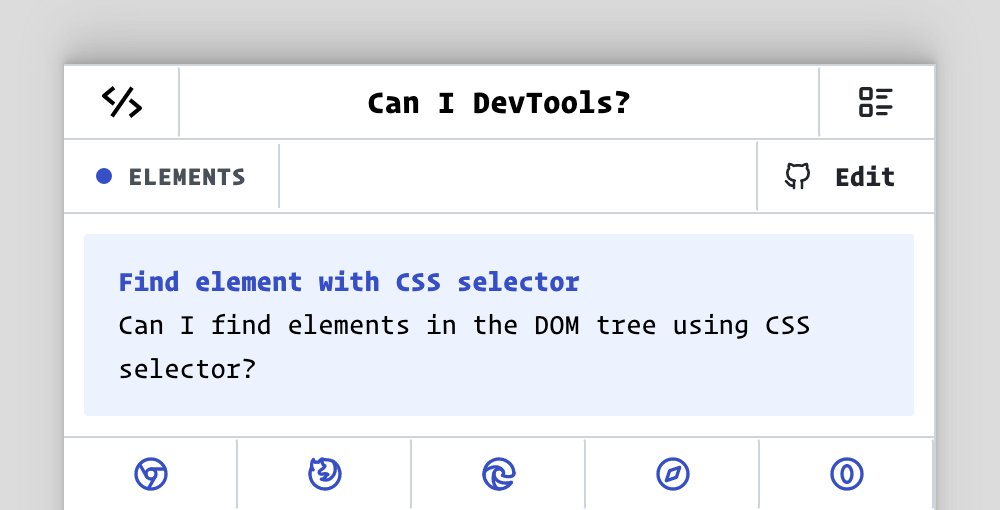 Can I DevTools?
ELEMENTS
Edit
Find element with CSS selector
Can I find elements in the DOM tree using CSS
selector?